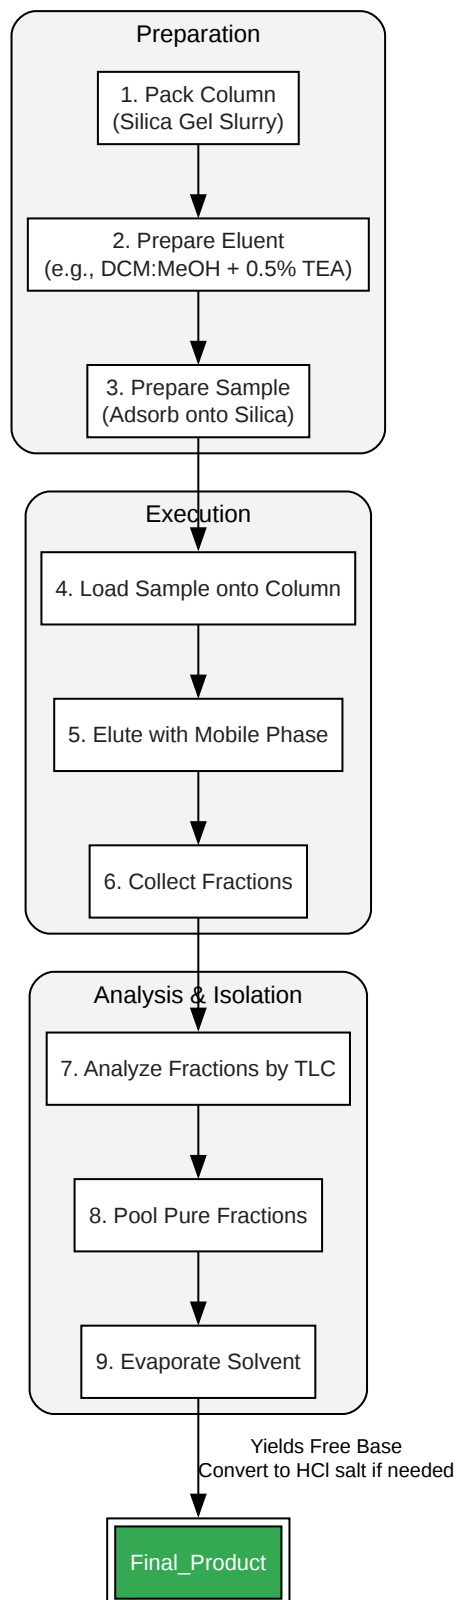 Preparation
1. Pack Column
(Silica Gel Slurry)
2. Prepare Eluent
(e.g., DCM:MeOH + 0.5% TEA)
3. Prepare Sample
(Adsorb onto Silica)
Execution
4. Load Sample onto Column
5. Elute with Mobile Phase
6. Collect Fractions
Analysis & Isolation
7. Analyze Fractions by TLC
8. Pool Pure Fractions
9. Evaporate Solvent
Yields Free Base
Convert to HCl salt if needed
Final_Product